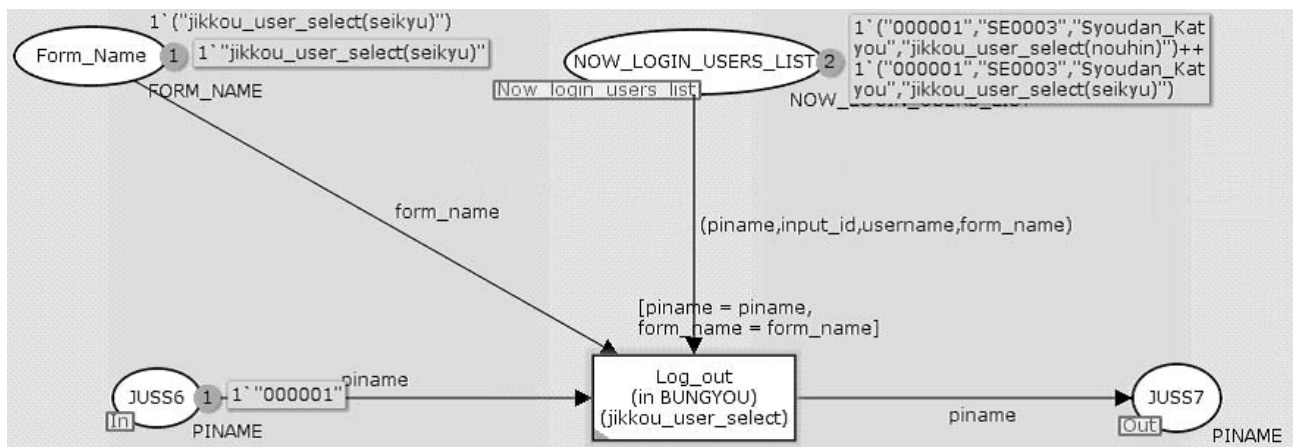 1`("jikkou_user_select(seikyu)")
Form_Name
1
1`"jikkou_user_select(seikyu)"
FORM_NAME
NOW_LOGIN_USERS_LIST
2
Now_login_users_list
1`("000001","SE0003","Syoudan_Kat
you","jikkou_user_select(nouhin)")++
1`("000001","SE0003","Syoudan_Kat
you","jikkou_user_select(seikyu)")
NOW_LOGIN_USERS_LIST
form_name
(piname,input_id,username,form_name)
[piname = piname,
form_name = form_name]
JUSS6
1
1`"000001"
piname
In
PINAME
Log_out
(in BUNGYOU)
(jikkou_user_select)
piname
JUSS7
Out
PINAME